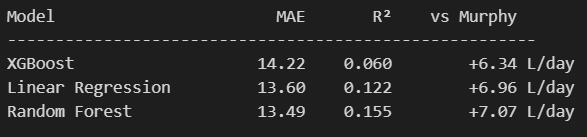 Model MAE R² vs Murphy
-------------------------------------------------------
XGBoost 14.22 0.060 +6.34 L/day
Linear Regression 13.60 0.122 +6.96 L/day
Random Forest 13.49 0.155 +7.07 L/day